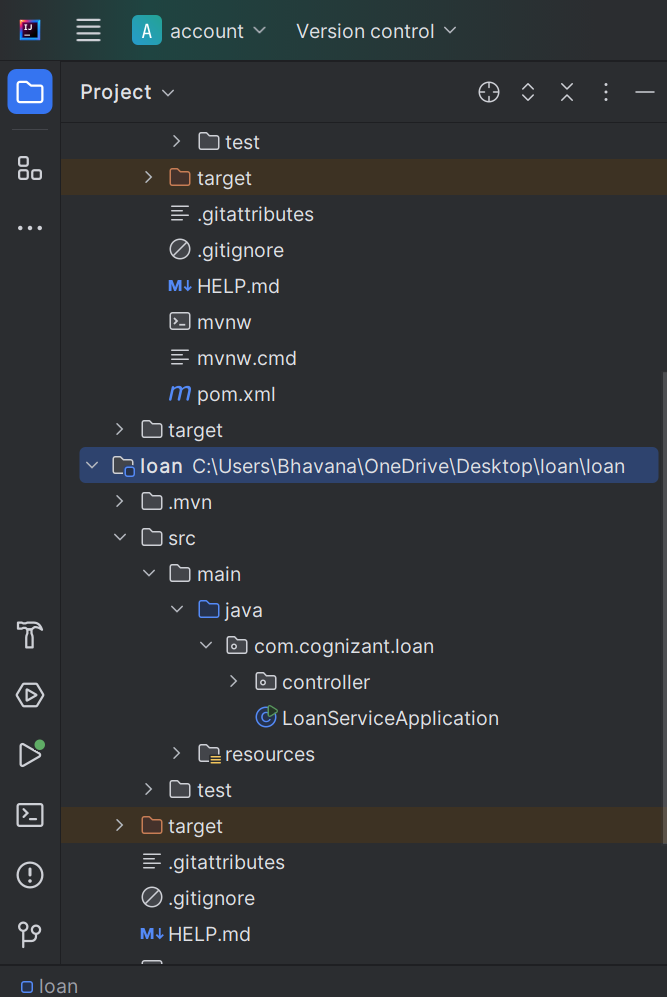 IJ
A account Version control
Project
test
target
.gitattributes
.gitignore
M↓ HELP.md
mvnw
mvnw.cmd
m pom.xml
target
loan C:\Users\Bhavana\OneDrive\Desktop\loan\loan
.mvn
src
main
java
com.cognizant.loan
controller
LoanServiceApplication
resources
test
target
.gitattributes
.gitignore
M↓ HELP.md
loan